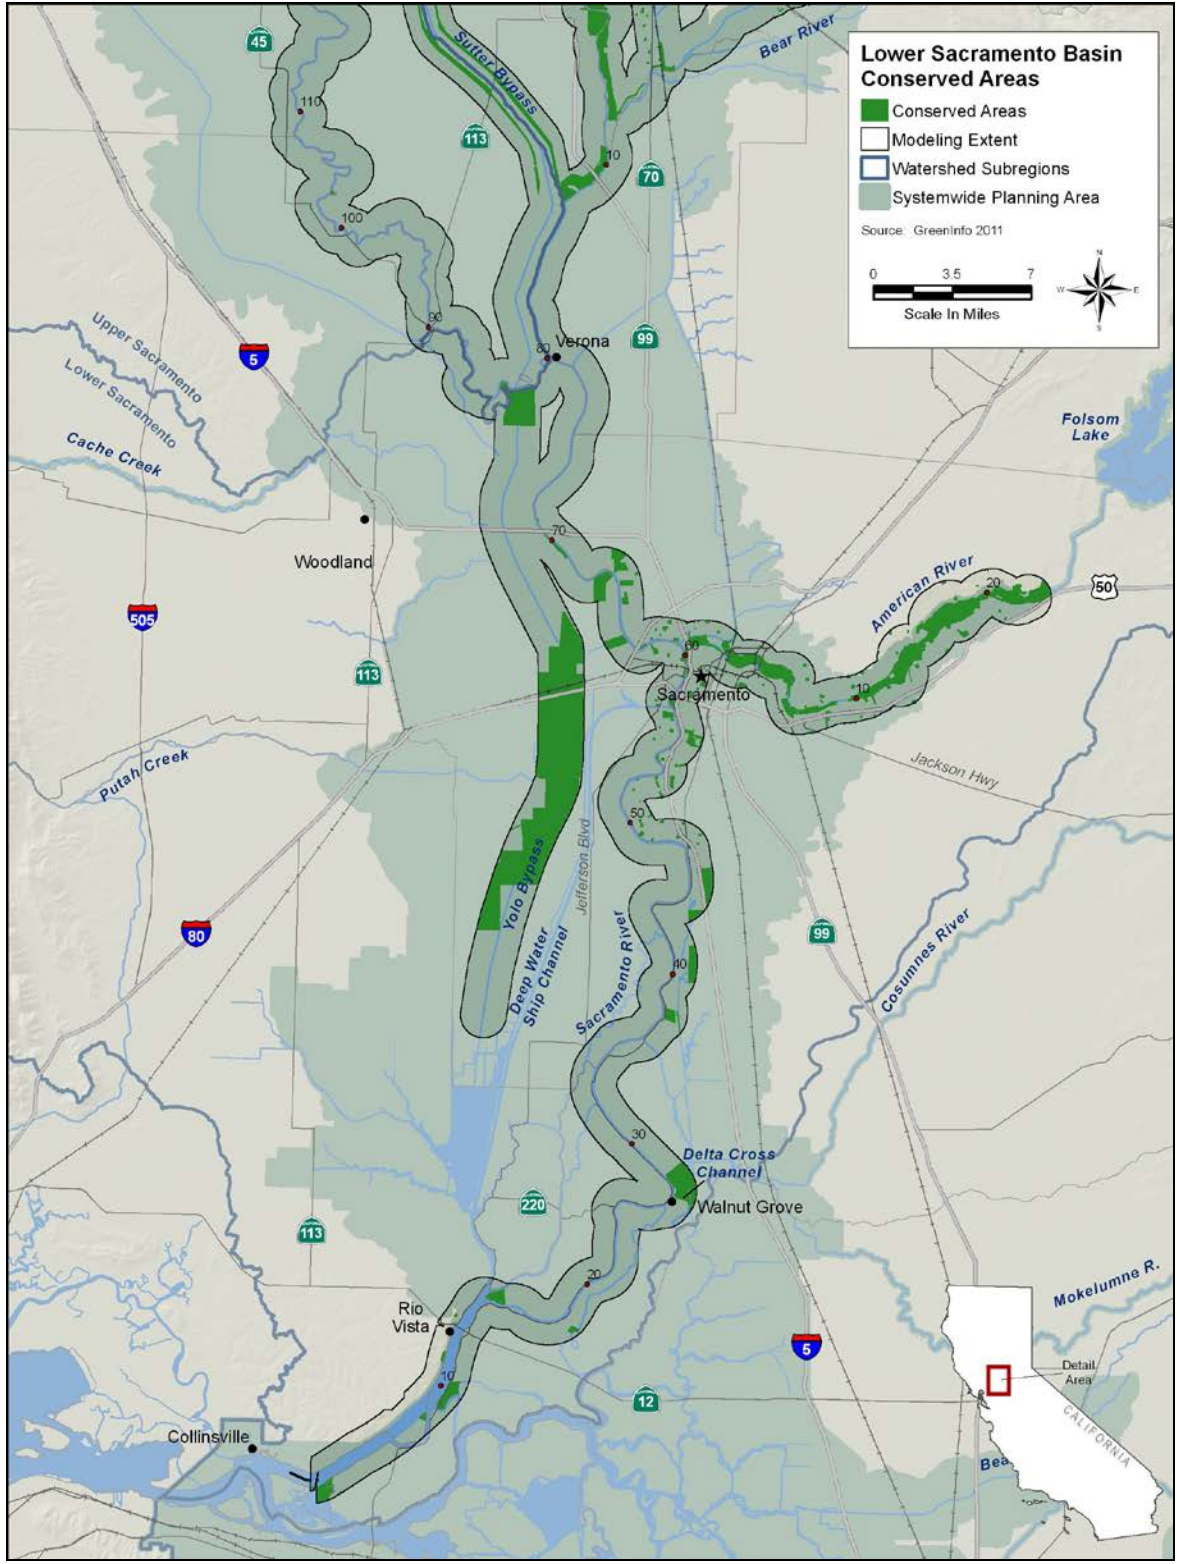 45
Sutter Bypass
Bear River
Lower Sacramento Basin
Conserved Areas
Conserved Areas
Modeling Extent
Watershed Subregions
Systemwide Planning Area
Source: GreenInfo 2011
0 3.5 7
Scale In Miles
N
W E
S
110
113
10
70
100
90
80
Verona
99
5
Upper Sacramento
Lower Sacramento
Cache Creek
Folsom
Lake
Woodland
70
American River
20
50
505
113
60
Sacramento
10
Putah Creek
Jackson Hwy
50
Jefferson Blvd
Yolo Bypass
Deep Water
Ship Channel
Sacramento River
80
99
Cosumnes River
40
30
Delta Cross
Channel
220
Walnut Grove
113
20
Mokelumne R.
Rio
Vista
5
Detail
Area
10
12
CALIFORNIA
Collinsville
Bea